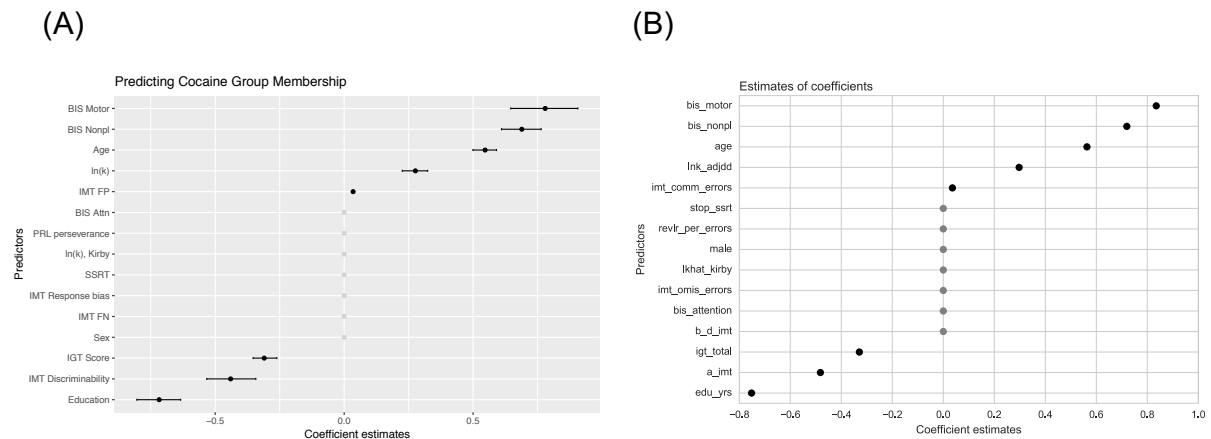 (A)
(B)
Predicting Cocaine Group Membership
BIS Motor
BIS Nonpl
Age
ln(k)
IMT FP
BIS Attn
PRL perseverance
ln(k), Kirby
SSRT
IMT Response bias
IMT FN
Sex
IGT Score
IMT Discriminability
Education
Predictors
−0.5
0.0
0.5
Coefficient estimates
Estimates of coefficients
bis_motor
bis_nonpl
age
lnk_adjdd
imt_comm_errors
stop_ssrt
revlr_per_errors
male
lkhat_kirby
imt_omis_errors
bis_attention
b_d_imt
igt_total
a_imt
edu_yrs
Predictors
−0.8
−0.6
−0.4
−0.2
0.0
0.2
0.4
0.6
0.8
1.0
Coefficient estimates